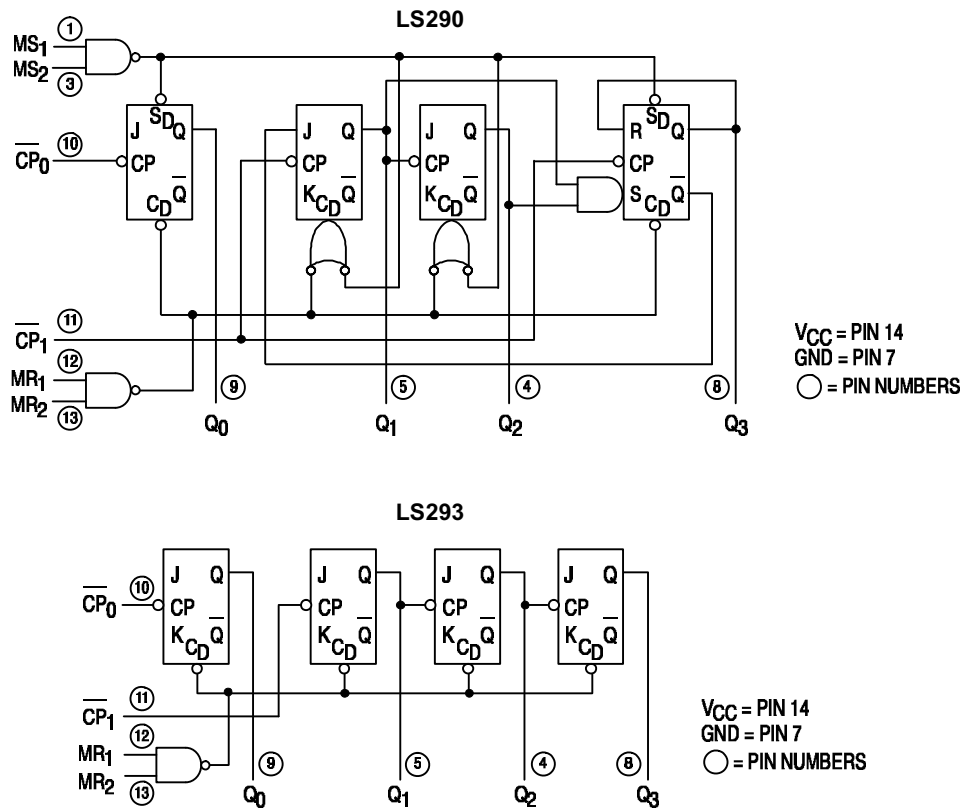 LS290
MS1
1
MS2
3
SD
J
Q
CP0
10
CP
Q
CD
J
Q
CP
K
CD
Q
J
Q
CP
K
CD
Q
SD
R
Q
CP
S
CD
Q
CP1
11
MR1
12
MR2
13
9
5
4
8
Q0
Q1
Q2
Q3
VCC = PIN 14
GND = PIN 7
= PIN NUMBERS
LS293
CP0
10
J
Q
CP
K
CD
Q
J
Q
CP
K
CD
Q
J
Q
CP
K
CD
Q
J
Q
CP
K
CD
Q
CP1
11
MR1
12
MR2
13
9
5
4
8
Q0
Q1
Q2
Q3
VCC = PIN 14
GND = PIN 7
= PIN NUMBERS